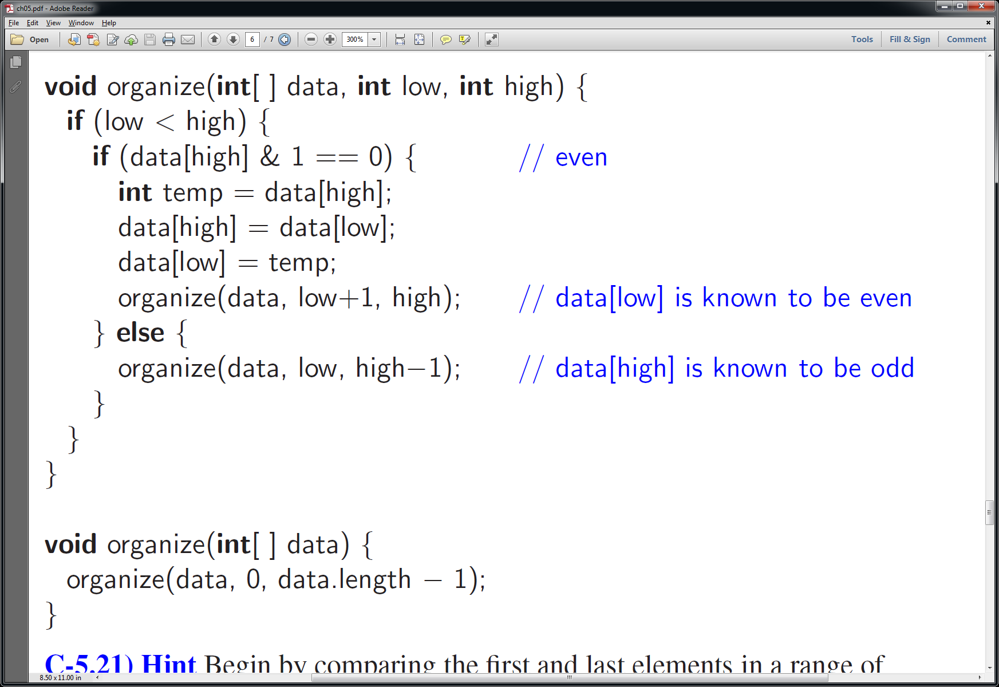 ch05.pdf - Adobe Reader
File Edit View Window Help
Open 6 / 7 300% Tools Fill & Sign Comment
void organize(int[ ] data, int low, int high) {
if (low < high) {
if (data[high] & 1 == 0) { // even
int temp = data[high];
data[high] = data[low];
data[low] = temp;
organize(data, low+1, high); // data[low] is known to be even
} else {
organize(data, low, high−1); // data[high] is known to be odd
}
}
}
void organize(int[ ] data) {
organize(data, 0, data.length − 1);
}
C-5.21) Hint Begin by comparing the first and last elements in a range of
8.50 x 11.00 in